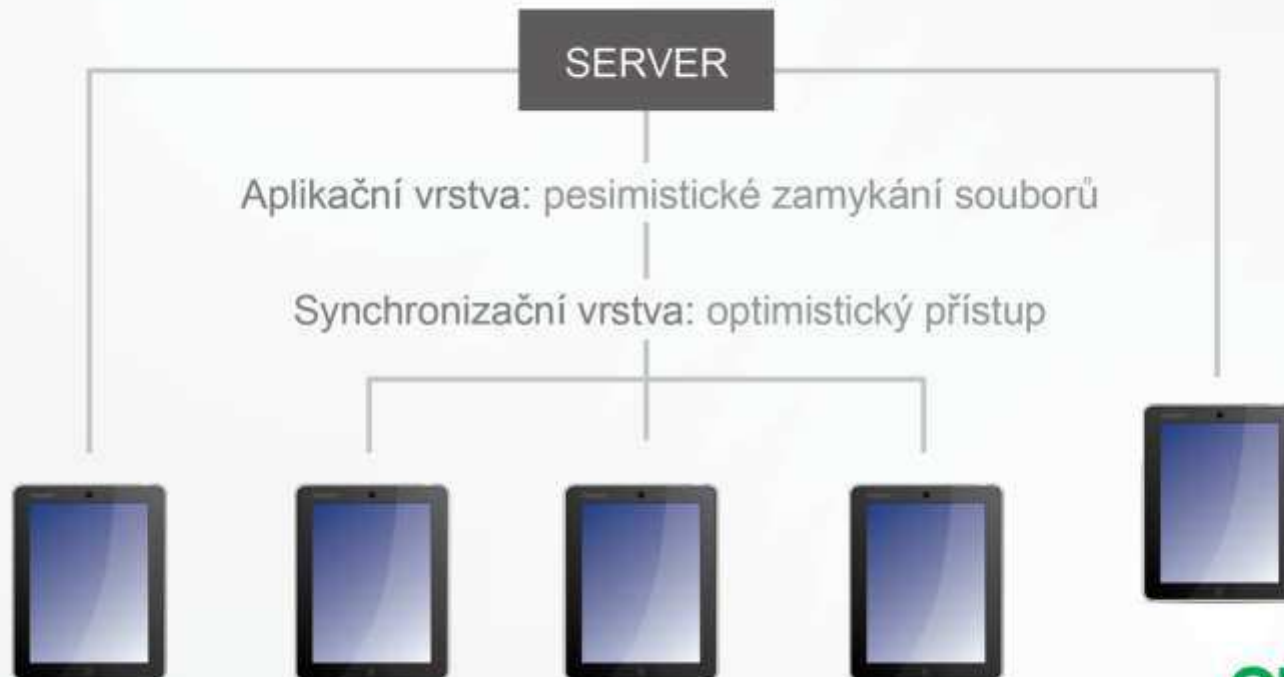 SERVER
Aplikační vrstva: pesimistické zamykání souborů
Synchronizační vrstva: optimistický přístup